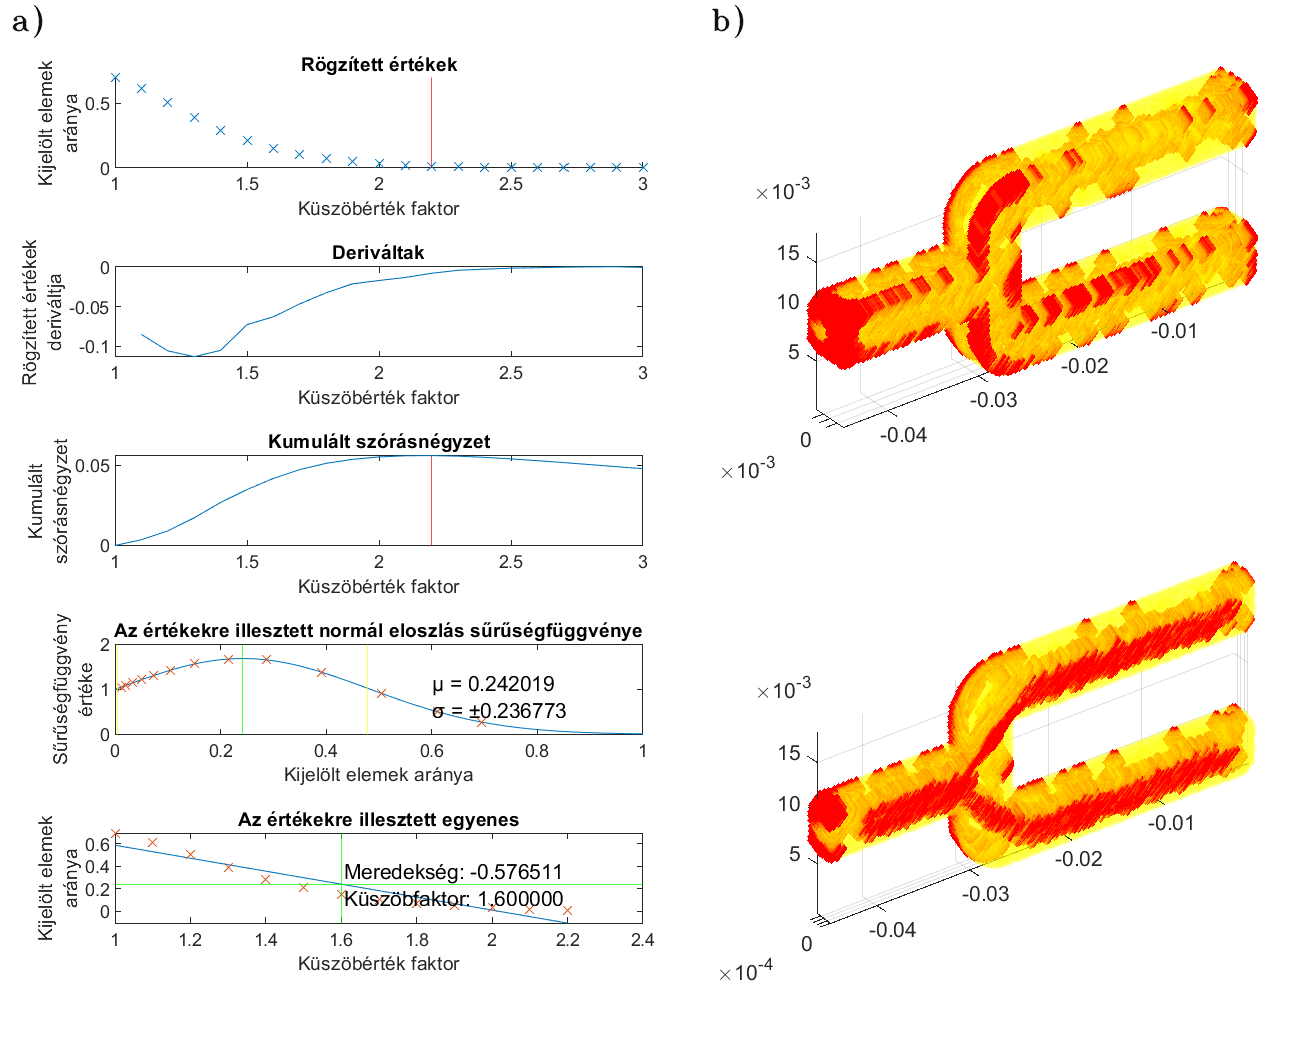 a)
Rögzített értékek
Kijelölt elemek
aránya
0.5
0
1
1.5
2
2.5
3
Küszöbérték faktor
Deriváltak
Rögzített értékek
deriváltja
0
-0.05
-0.1
1
1.5
2
2.5
3
Küszöbérték faktor
Kumulált szórásnégyzet
Kumulált
szórásnégyzet
0.05
0
1
1.5
2
2.5
3
Küszöbérték faktor
Az értékekre illesztett normál eloszlás sűrűségfüggvénye
Sűrűségfüggvény
értéke
2
1
0
μ = 0.242019
σ = ±0.236773
0
0.2
0.4
0.6
0.8
1
Kijelölt elemek aránya
Az értékekre illesztett egyenes
Kijelölt elemek
aránya
0.6
0.4
0.2
0
Meredekség: -0.576511
Küszöbfaktor: 1.600000
1
1.2
1.4
1.6
1.8
2
2.2
2.4
Küszöbérték faktor
b)
×10-3
15
10
5
0
-0.01
-0.02
-0.03
-0.04
×10-3
×10-3
15
10
5
0
-0.01
-0.02
-0.03
-0.04
×10-4